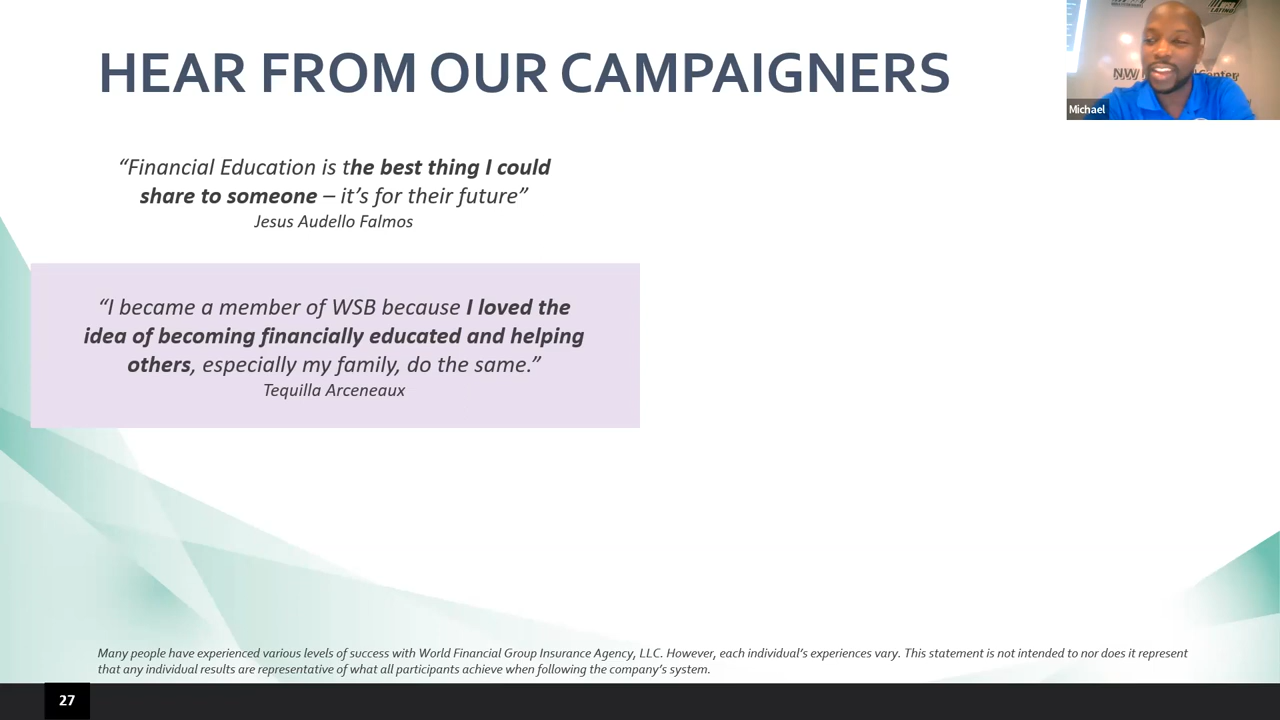 HEAR FROM OUR CAMPAIGNERS
Michael
“Financial Education is the best thing I could
share to someone – it’s for their future”
Jesus Audello Falmos
“I became a member of WSB because I loved the
idea of becoming financially educated and helping
others, especially my family, do the same.”
Tequilla Arceneaux
Many people have experienced various levels of success with World Financial Group Insurance Agency, LLC. However, each individual’s experiences vary. This statement is not intended to nor does it represent
that any individual results are representative of what all participants achieve when following the company’s system.
27